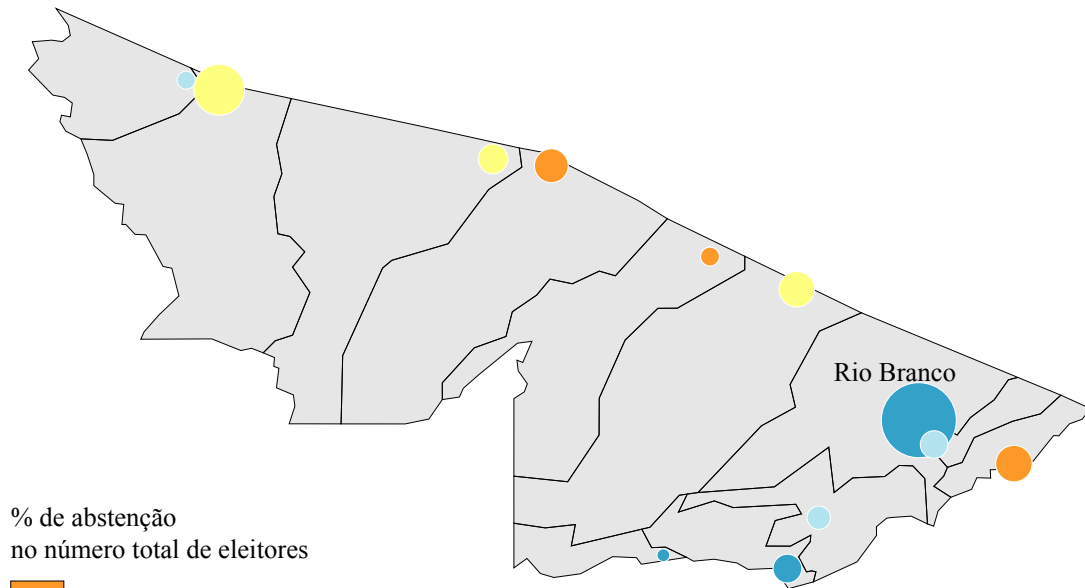 Rio Branco
% de abstenção
no número total de eleitores